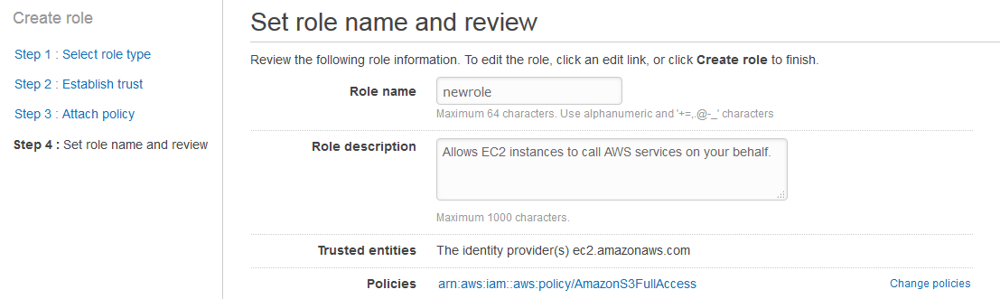 Create role
Step 1 : Select role type
Step 2 : Establish trust
Step 3 : Attach policy
Step 4 : Set role name and review
Set role name and review
Review the following role information. To edit the role, click an edit link, or click Create role to finish.
Role name newrole
Maximum 64 characters. Use alphanumeric and '+=,.@-_' characters
Role description Allows EC2 instances to call AWS services on your behalf.
Maximum 1000 characters.
Trusted entities The identity provider(s) ec2.amazonaws.com
Policies arn:aws:iam::aws:policy/AmazonS3FullAccess Change policies